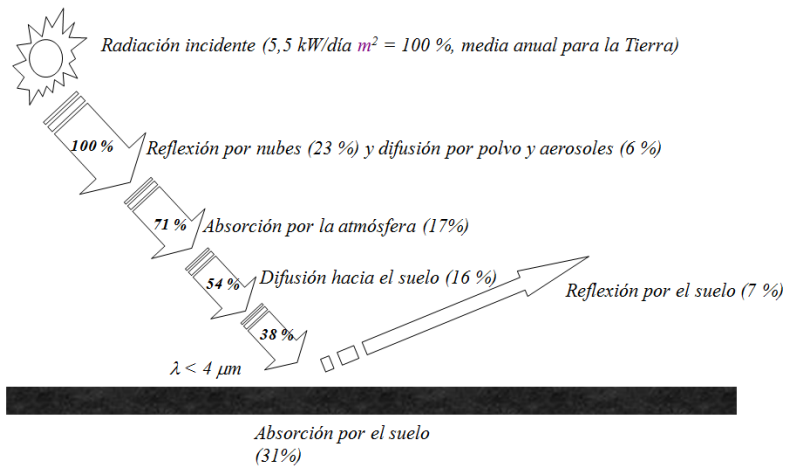 Radiación incidente (5,5 kW/día m² = 100 %, media anual para la Tierra)
100 %
Reflexión por nubes (23 %) y difusión por polvo y aerosoles (6 %)
71 %
Absorción por la atmósfera (17%)
54 %
Difusión hacia el suelo (16 %)
Reflexión por el suelo (7 %)
38 %
λ < 4 μm
Absorción por el suelo
(31%)